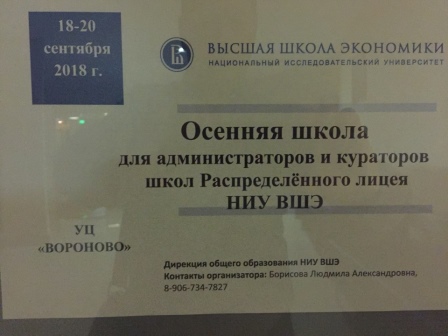 18-20
сентября
2018 г.
ВЫСШАЯ ШКОЛА ЭКОНОМИКИ
НАЦИОНАЛЬНЫЙ ИССЛЕДОВАТЕЛЬСКИЙ УНИВЕРСИТЕТ
Осенняя школа
для администраторов и кураторов
школ Распределённого лицея
НИУ ВШЭ
УЦ
«ВОРОНОВО»
Дирекция общего образования НИУ ВШЭ
Контакты организатора: Борисова Людмила Александровна,
8-906-734-7827